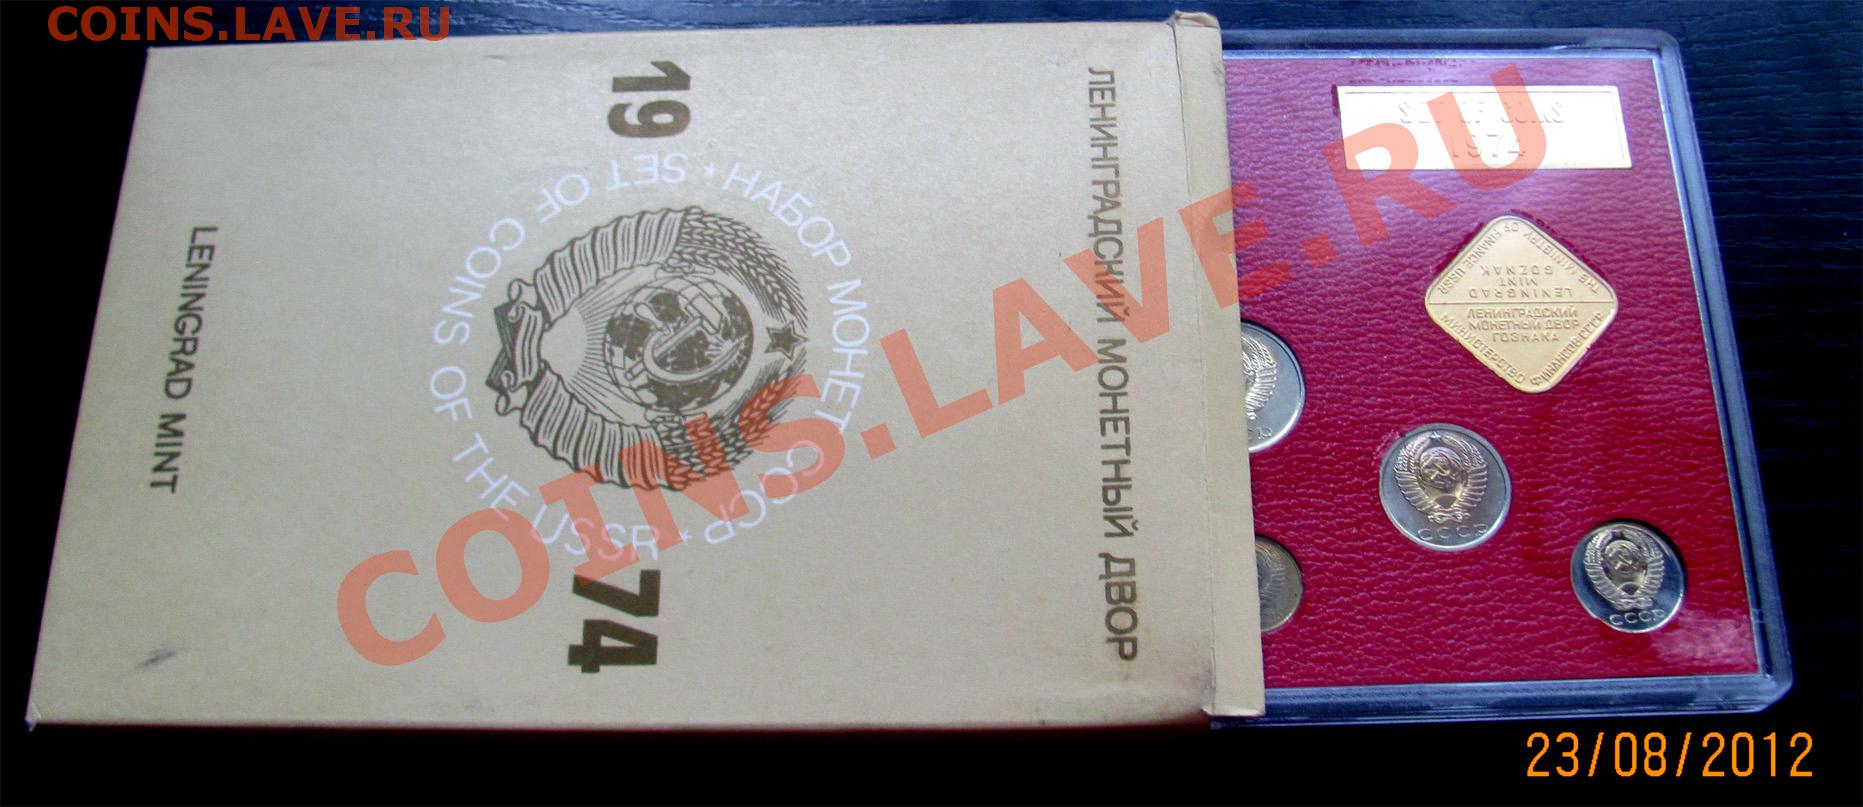 COINS.LAVE.RU
ЛЕНИНГРАДСКИЙ МОНЕТНЫЙ ДВОР
19 74
НАБОР МОНЕТ СССР * SET OF COINS OF THE USSR *
LENINGRAD MINT
SET OF COINS
1974
THE MINISTRY OF FINANCE USSR
LENINGRAD
MINT
GOZNAK
ЛЕНИНГРАДСКИЙ
МОНЕТНЫЙ ДВОР
ГОЗНАКА
МИНИСТЕРСТВО ФИНАНСОВ СССР
СССР
СССР
COINS.LAVE.RU
23/08/2012